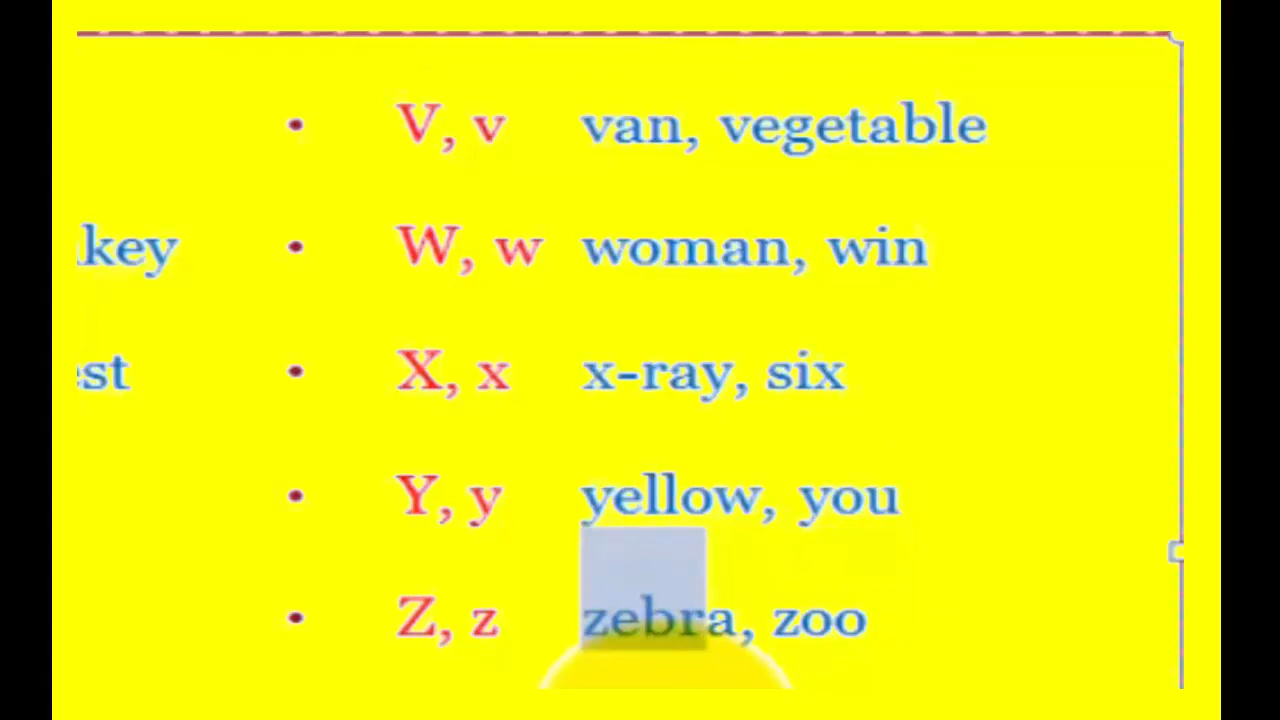 • V, v van, vegetable
key • W, w woman, win
st • X, x x-ray, six
• Y, y yellow, you
• Z, z zebra, zoo